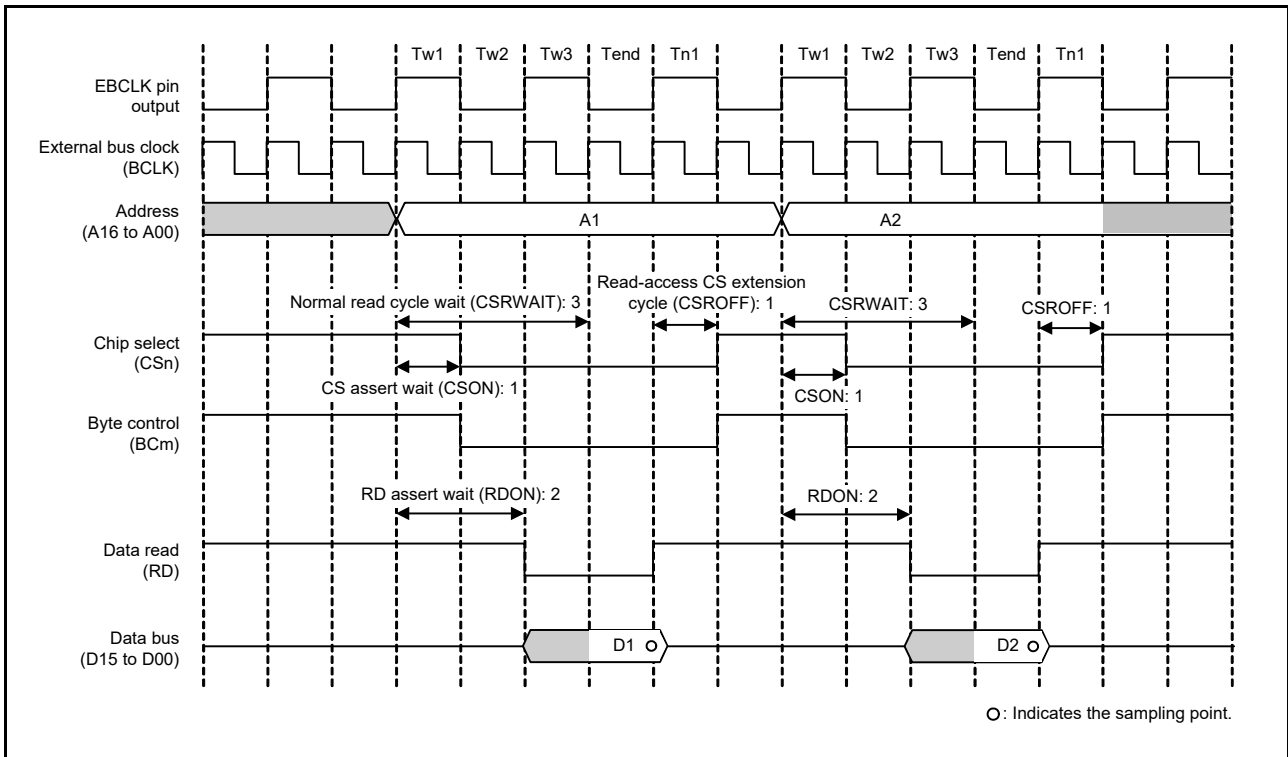 Tw1 Tw2 Tw3 Tend Tn1 Tw1 Tw2 Tw3 Tend Tn1
EBCLK pin
output
External bus clock
(BCLK)
Address
(A16 to A00)
A1 A2
Normal read cycle wait (CSRWAIT): 3
Read-access CS extension
cycle (CSROFF): 1
CSRWAIT: 3
CSROFF: 1
Chip select
(CSn)
CS assert wait (CSON): 1
CSON: 1
Byte control
(BCm)
RD assert wait (RDON): 2
RDON: 2
Data read
(RD)
Data bus
(D15 to D00)
D1 D2
: Indicates the sampling point.